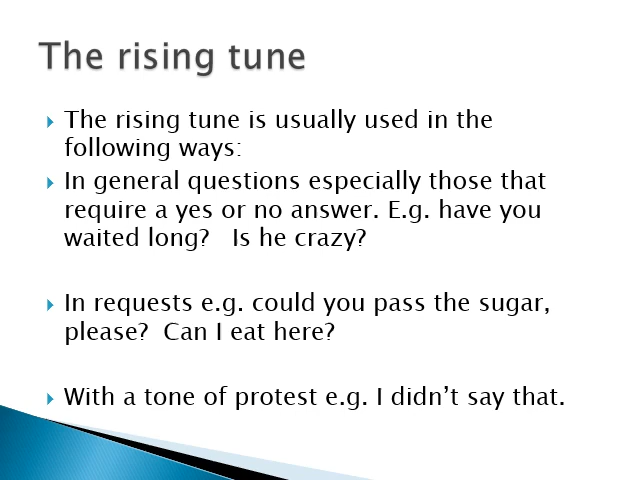 The rising tune
The rising tune is usually used in the
following ways:
In general questions especially those that
require a yes or no answer. E.g. have you
waited long?   Is he crazy?
In requests e.g. could you pass the sugar,
please?  Can I eat here?
With a tone of protest e.g. I didn’t say that.